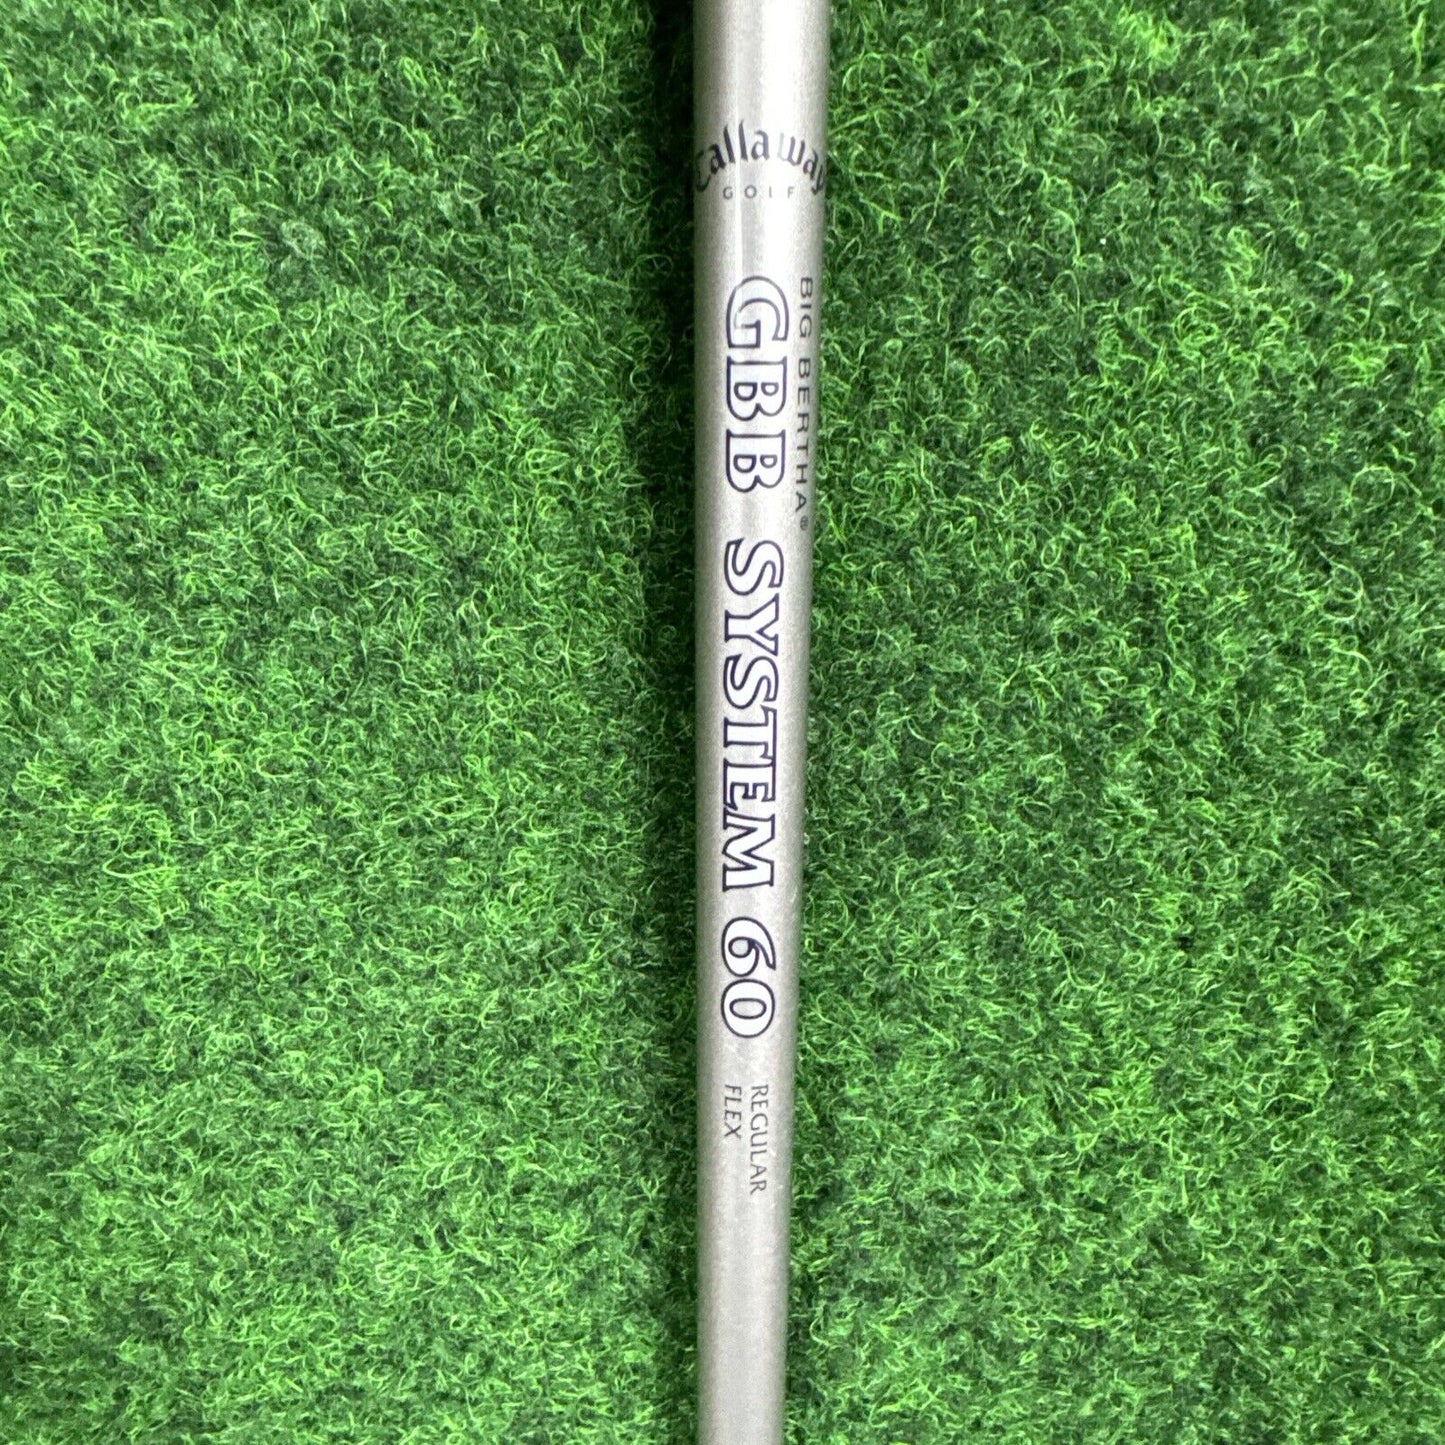 Callaway
GOLF
BIG BERTHA®
GBB SYSTEM 60
REGULAR
FLEX